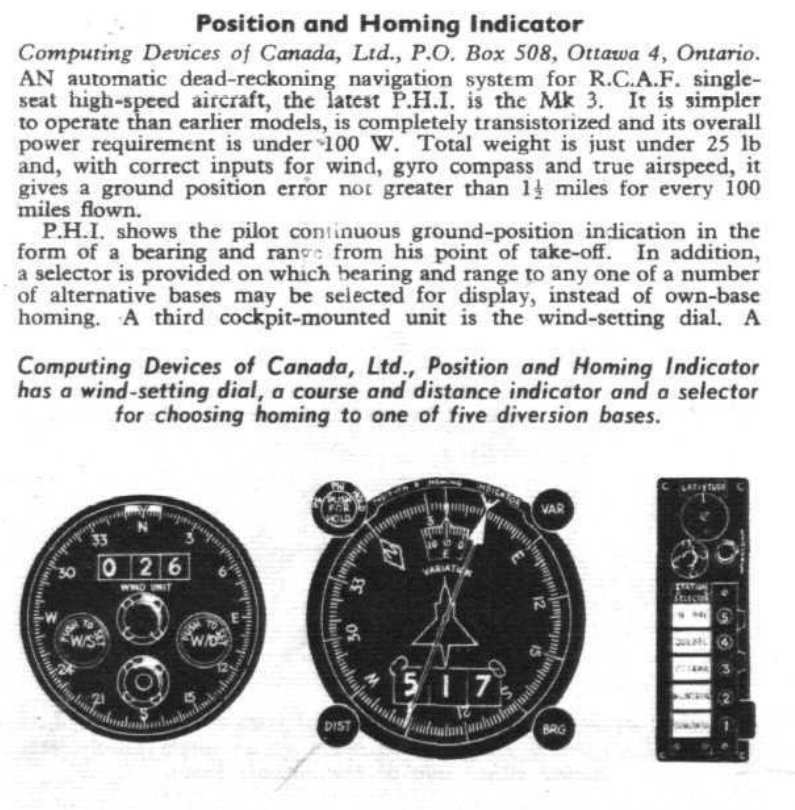 Position and Homing Indicator
Computing Devices of Canada, Ltd., P.O. Box 508, Ottawa 4, Ontario.
AN automatic dead-reckoning navigation system for R.C.A.F. single-
seat high-speed aircraft, the latest P.H.I. is the Mk 3. It is simpler
to operate than earlier models, is completely transistorized and its overall
power requirement is under 100 W. Total weight is just under 25 lb
and, with correct inputs for wind, gyro compass and true airspeed, it
gives a ground position error not greater than 1½ miles for every 100
miles flown.
P.H.I. shows the pilot continuous ground-position indication in the
form of a bearing and range from his point of take-off. In addition,
a selector is provided on which bearing and range to any one of a number
of alternative bases may be selected for display, instead of own-base
homing. A third cockpit-mounted unit is the wind-setting dial. A
Computing Devices of Canada, Ltd., Position and Homing Indicator
has a wind-setting dial, a course and distance indicator and a selector
for choosing homing to one of five diversion bases.
N 3 6 E 12 15 S 21 24 W 30 33
026
WIND UNIT
PUSH TO SET W/S
PUSH TO SET W/D
POSITION & HOMING INDICATOR
PUSH FOR HOLD
VAR
N 3 E 12 15 S 21 W 30 33
20 10 0
E
VARIATION
517
DIST
BRG
LATITUDE
STATION SELECTOR
5
4
3
2
1